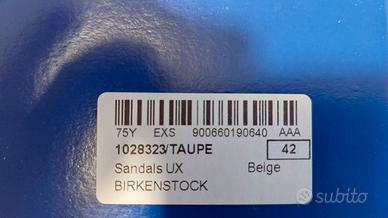 75Y EXS 900660190640 AAA
1028323/TAUPE 42
Sandals UX Beige
BIRKENSTOCK
subito